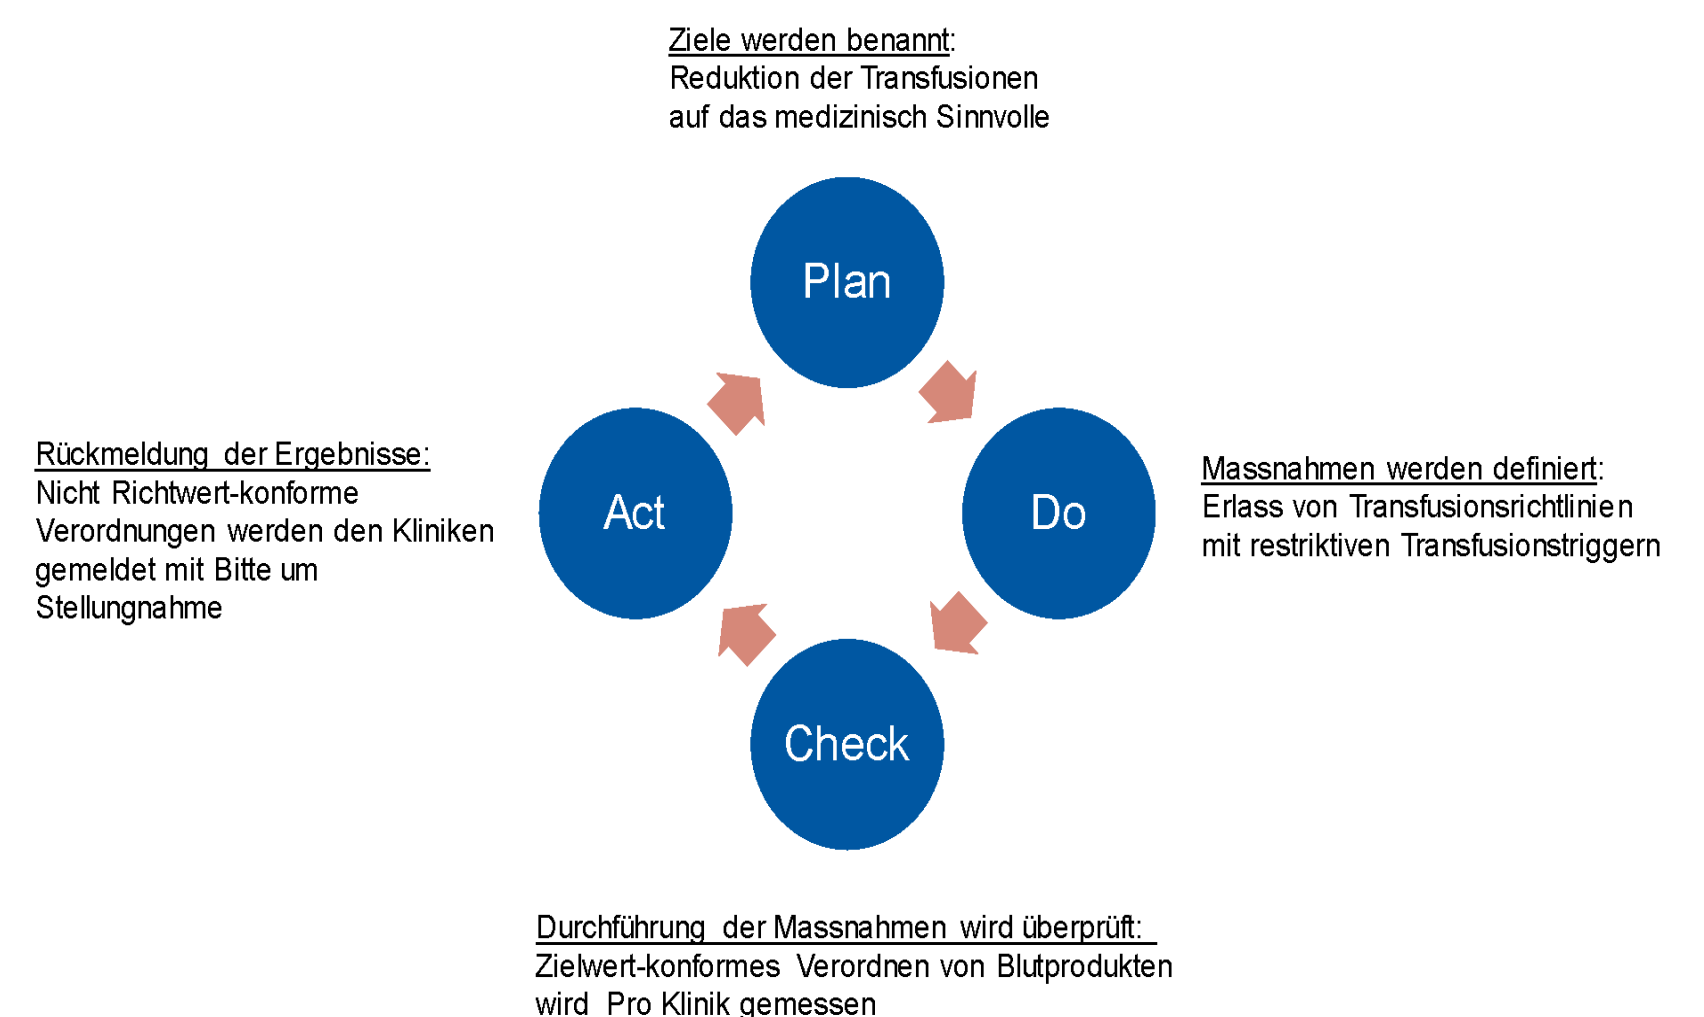 Ziele werden benannt:
Reduktion der Transfusionen
auf das medizinisch Sinnvolle
Plan
Rückmeldung der Ergebnisse:
Nicht Richtwert-konforme
Verordnungen werden den Kliniken
gemeldet mit Bitte um
Stellungnahme
Act
Do
Massnahmen werden definiert:
Erlass von Transfusionsrichtlinien
mit restriktiven Transfusionstriggern
Check
Durchführung der Massnahmen wird überprüft:
Zielwert-konformes Verordnen von Blutprodukten
wird Pro Klinik gemessen